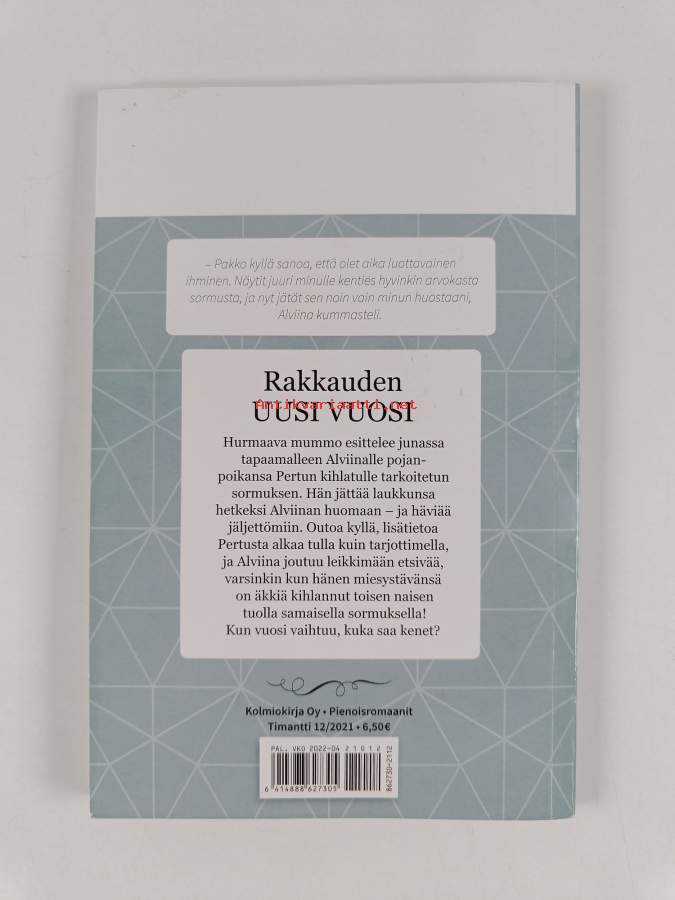 – Pakko kyllä sanoa, että olet aika luottavainen
ihminen. Näytit juuri minulle kenties hyvinkin arvokasta
sormusta, ja nyt jätät sen noin vain minun huostaani,
Alviina kummasteli.
Rakkauden
UUSI VUOSI
Antikvariaatti.net
Hurmaava mummo esittelee junassa
tapaamalleen Alviinalle pojan-
poikansa Pertun kihlatulle tarkoitetun
sormuksen. Hän jättää laukkunsa
hetkeksi Alviinan huomaan – ja häviää
jäljettömiin. Outoa kyllä, lisätietoa
Pertusta alkaa tulla kuin tarjottimella,
ja Alviina joutuu leikkimään etsivää,
varsinkin kun hänen miesystävänsä
on äkkiä kihlannut toisen naisen
tuolla samaisella sormuksella!
Kun vuosi vaihtuu, kuka saa kenet?
Kolmiokirja Oy • Pienoisromaanit
Timantti 12/2021 • 6,50€
PAL. VKO 2022-04 21012
6 414888 627305
862730-2112